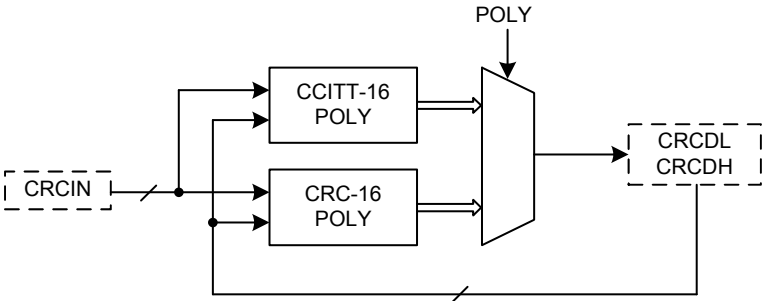 POLY
CCITT-16
POLY
CRCDL
CRCDH
CRCIN
CRC-16
POLY